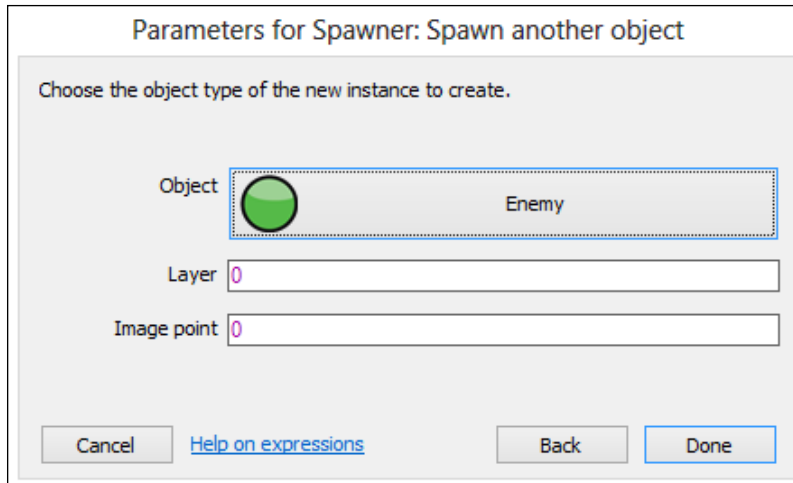 Parameters for Spawner: Spawn another object
Choose the object type of the new instance to create.
Object Enemy
Layer 0
Image point 0
Cancel Help on expressions Back Done